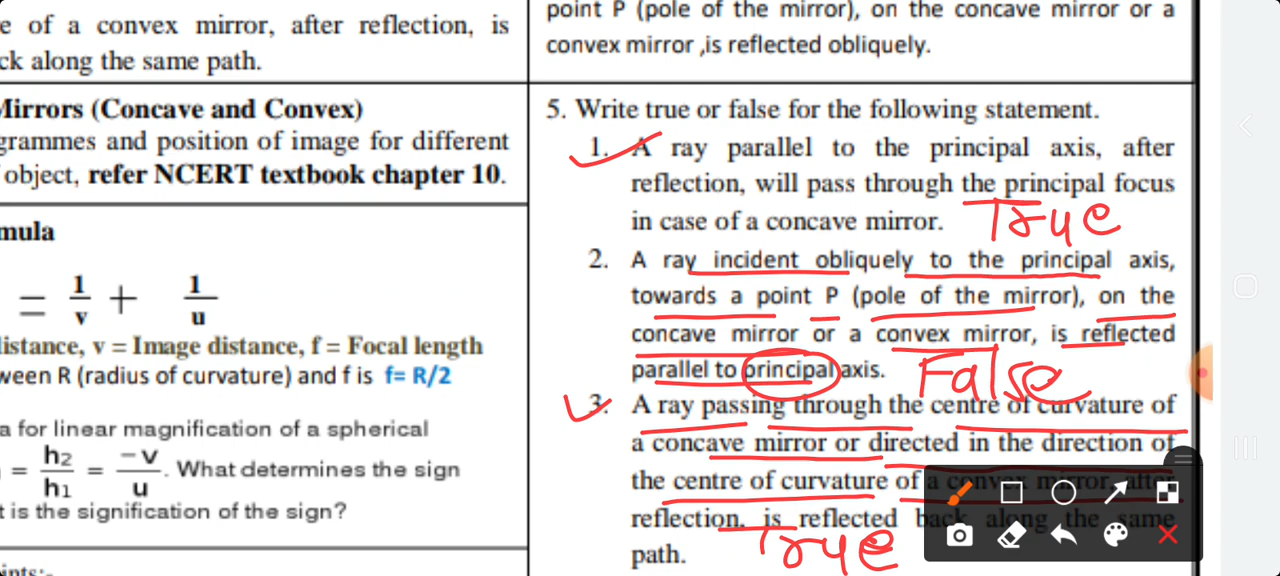 e of a convex mirror, after reflection, is
ck along the same path.
Mirrors (Concave and Convex)
grammes and position of image for different
object, refer NCERT textbook chapter 10.
mula
= 1/v + 1/u
distance, v = Image distance, f = Focal length
ween R (radius of curvature) and f is f= R/2
a for linear magnification of a spherical
= h2/h1 = -v/u . What determines the sign
t is the signification of the sign?
ints:-
point P (pole of the mirror), on the concave mirror or a
convex mirror ,is reflected obliquely.
5. Write true or false for the following statement.
1. A ray parallel to the principal axis, after
reflection, will pass through the principal focus
in case of a concave mirror. True
2. A ray incident obliquely to the principal axis,
towards a point P (pole of the mirror), on the
concave mirror or a convex mirror, is reflected
parallel to principal axis. False
3. A ray passing through the centre of curvature of
a concave mirror or directed in the direction of
the centre of curvature of a convex mirror, after
reflection, is reflected back along the same
path. True